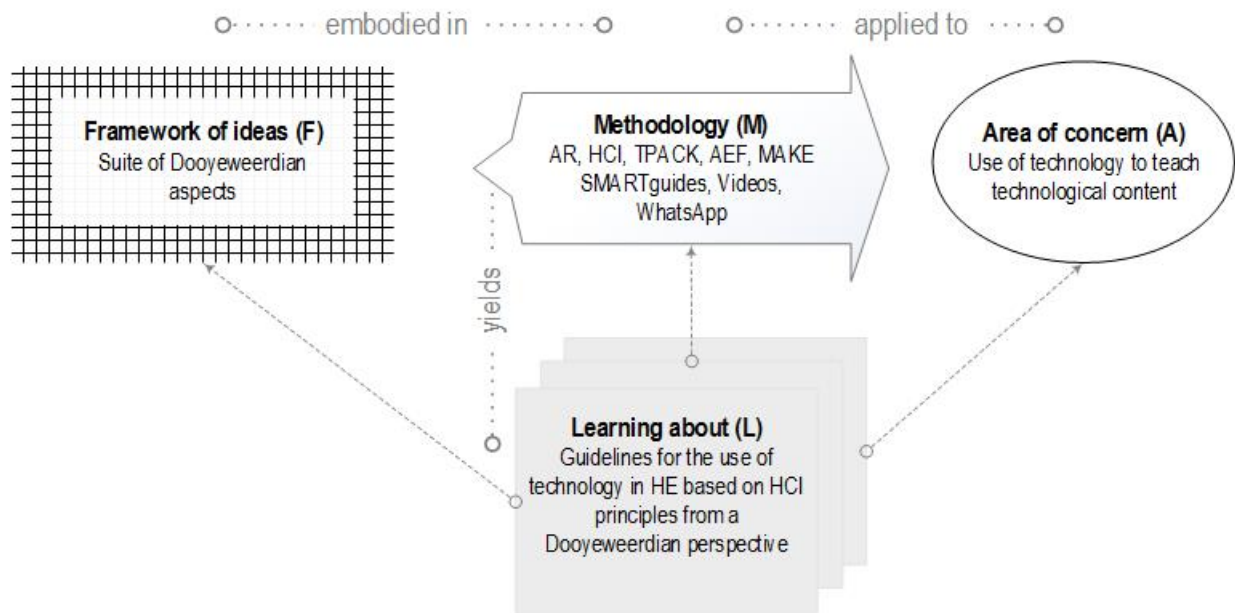 embodied in
applied to
Framework of ideas (F)
Suite of Dooyeweerdian
aspects
Methodology (M)
AR, HCI, TPACK, AEF, MAKE
SMARTguides, Videos,
WhatsApp
Area of concern (A)
Use of technology to teach
technological content
yields
Learning about (L)
Guidelines for the use of
technology in HE based on HCI
principles from a
Dooyeweerdian perspective